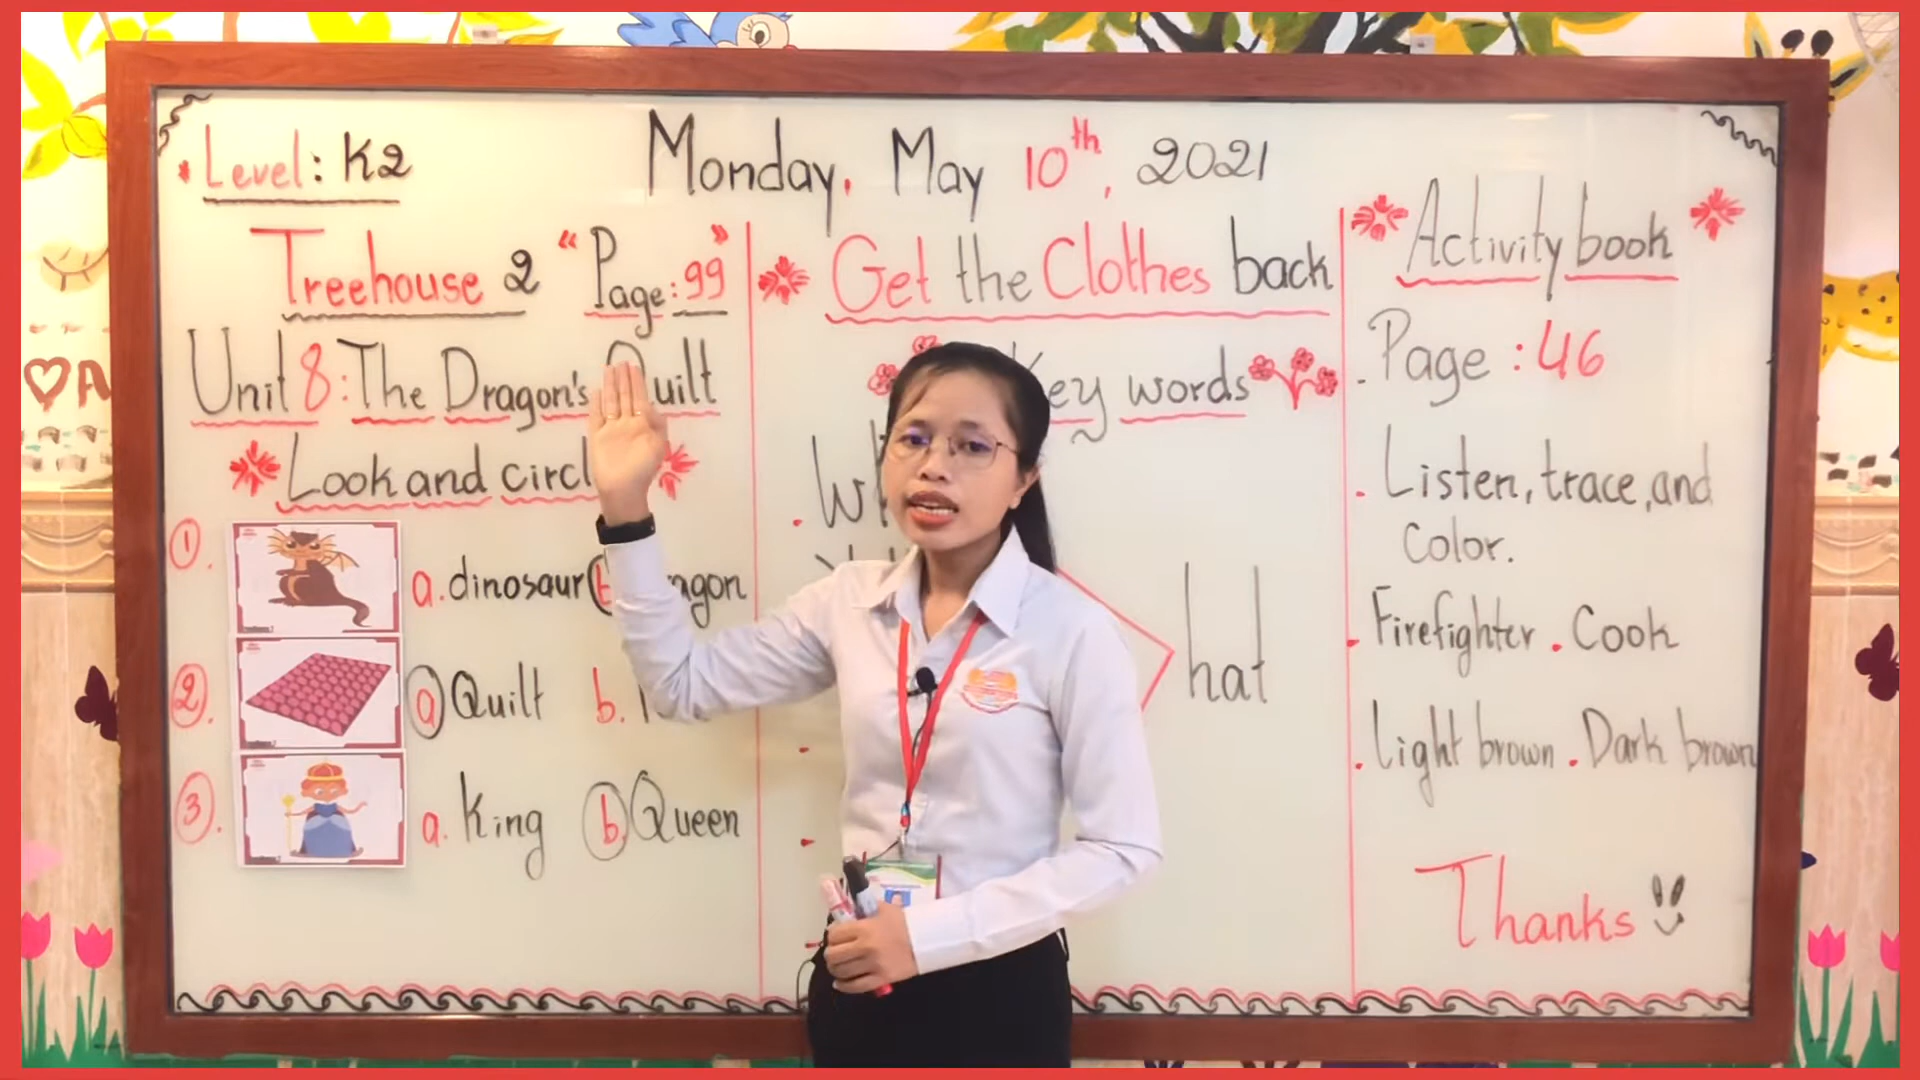 Level: K2
Monday, May 10th, 2021
Treehouse 2 "Page: 99"
Unit 8: The Dragon's Quilt
Look and circl
1.
a. dinosaur
agon
2.
a Quilt b.
3.
a. King b Queen
Get the Clothes back
Key words
hat
Activity book
Page : 46
Listen, trace, and
Color.
Firefighter . Cook
Light brown . Dark brown
Thanks